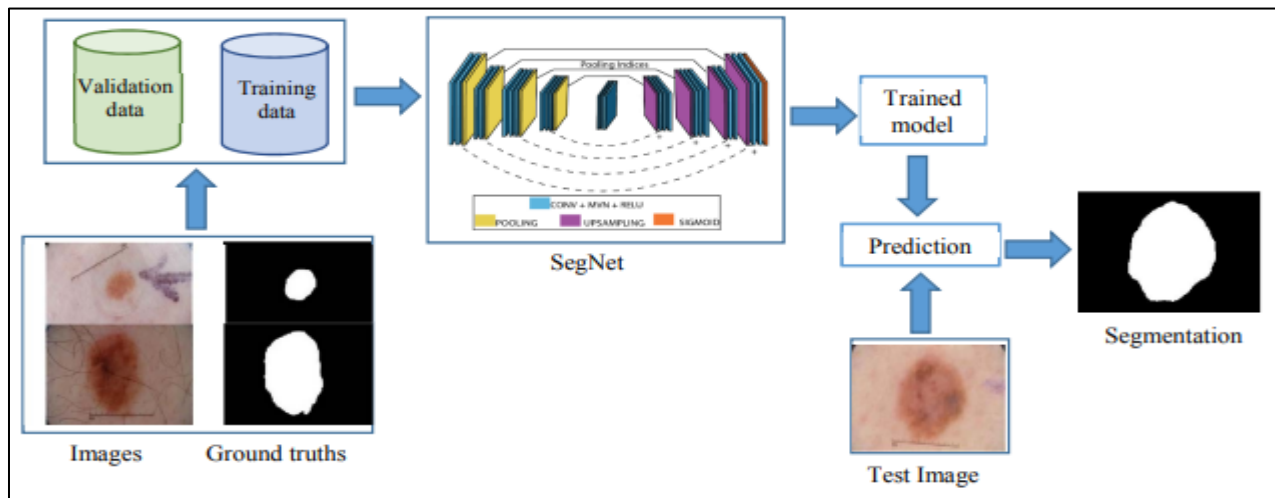 Validation
data
Training
data
Pooling Indices
CONV + MVN + RELU
POOLING
UPSAMPLING
SIGMOID
SegNet
Trained
model
Prediction
Segmentation
Images
Ground truths
Test Image